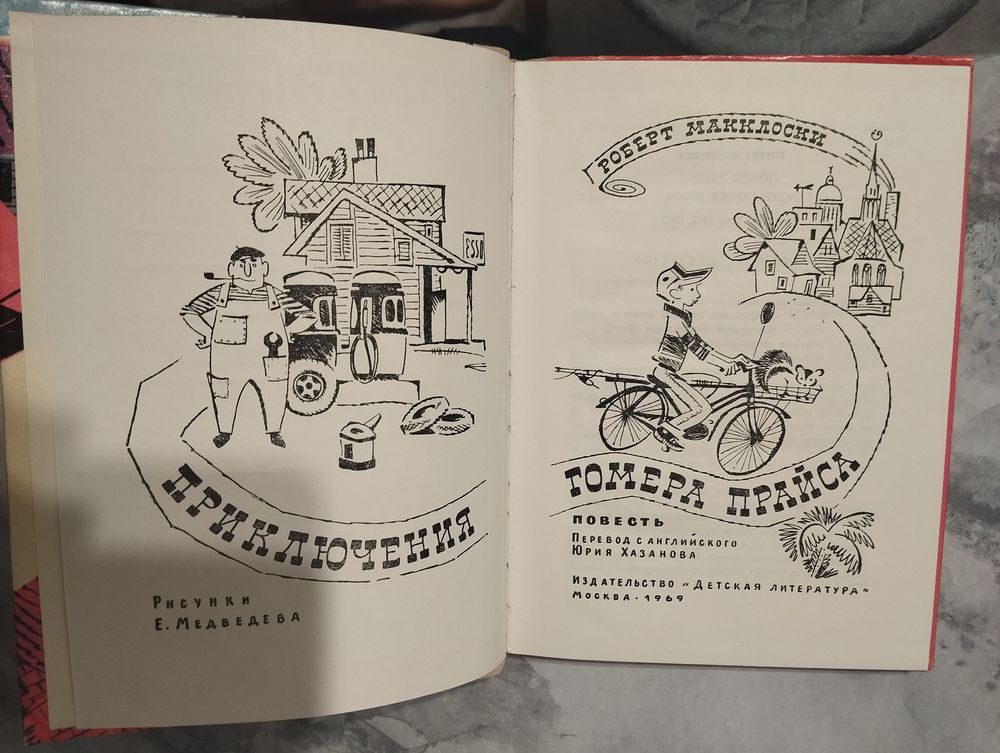 ESSO
ПРИКЛЮЧЕНИЯ
РИСУНКИ
Е. МЕДВЕДЕВА
РОБЕРТ МАККЛОСКИ
ГОМЕРА ПРАЙСА
ПОВЕСТЬ
ПЕРЕВОД С АНГЛИЙСКОГО
ЮРИЯ ХАЗАНОВА
ИЗДАТЕЛЬСТВО "ДЕТСКАЯ ЛИТЕРАТУРА"
МОСКВА · 1969